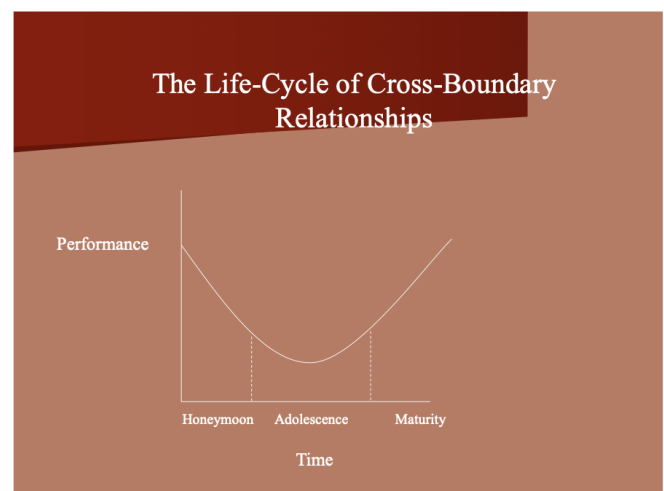 The Life-Cycle of Cross-Boundary
Relationships
Performance
Honeymoon Adolescence Maturity
Time